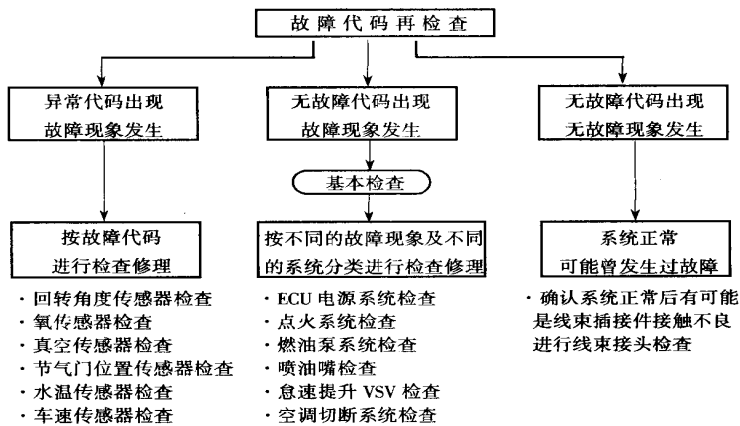 故障代码再检查
异常代码出现
故障现象发生
无故障代码出现
故障现象发生
无故障代码出现
无故障现象发生
基本检查
按故障代码
进行检查修理
按不同的故障现象及不同
的系统分类进行检查修理
系统正常
可能曾发生过故障
·回转角度传感器检查
·氧传感器检查
·真空传感器检查
·节气门位置传感器检查
·水温传感器检查
·车速传感器检查
·ECU 电源系统检查
·点火系统检查
·燃油泵系统检查
·喷油嘴检查
·怠速提升 VSV 检查
·空调切断系统检查
·确认系统正常后有可能
是线束插接件接触不良
进行线束接头检查